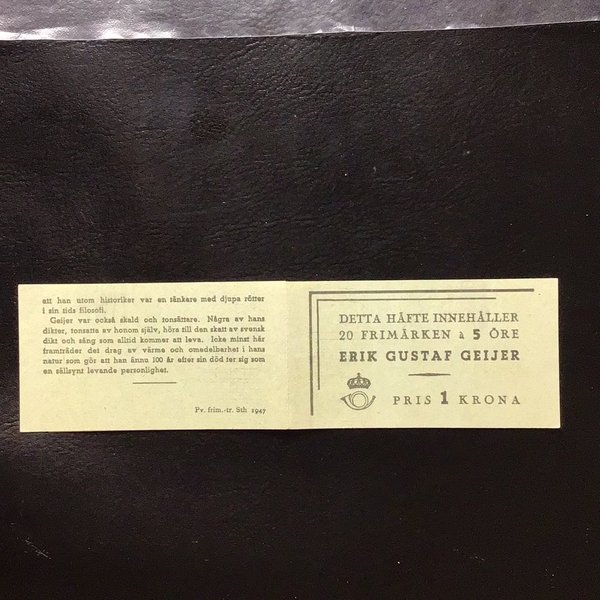 att han utom historiker var en tänkare med djupa rötter
i sin tids filosofi.
Geijer var också skald och tonsättare. Några av hans
dikter, tonsatta av honom själv, höra till den skatt av svensk
dikt och sång som alltid kommer att leva. Icke minst här
framträder det drag av värme och omedelbarhet i hans
natur som gör att han ännu 100 år efter sin död ter sig som
en sällsynt levande personlighet.
Pv. frim.-tr. Sth 1947
DETTA HÄFTE INNEHÅLLER
20 FRIMÄRKEN à 5 ÖRE
ERIK GUSTAF GEIJER
PRIS 1 KRONA